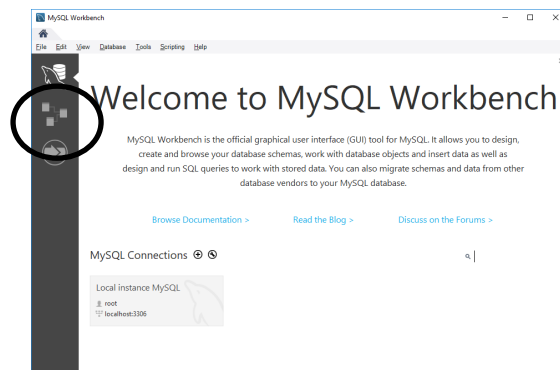 MySQL Workbench
File Edit View Database Tools Scripting Help
Welcome to MySQL Workbench
MySQL Workbench is the official graphical user interface (GUI) tool for MySQL. It allows you to design,
create and browse your database schemas, work with database objects and insert data as well as
design and run SQL queries to work with stored data. You can also migrate schemas and data from other
database vendors to your MySQL database.
Browse Documentation > Read the Blog > Discuss on the Forums >
MySQL Connections
Local instance MySQL
root
localhost:3306